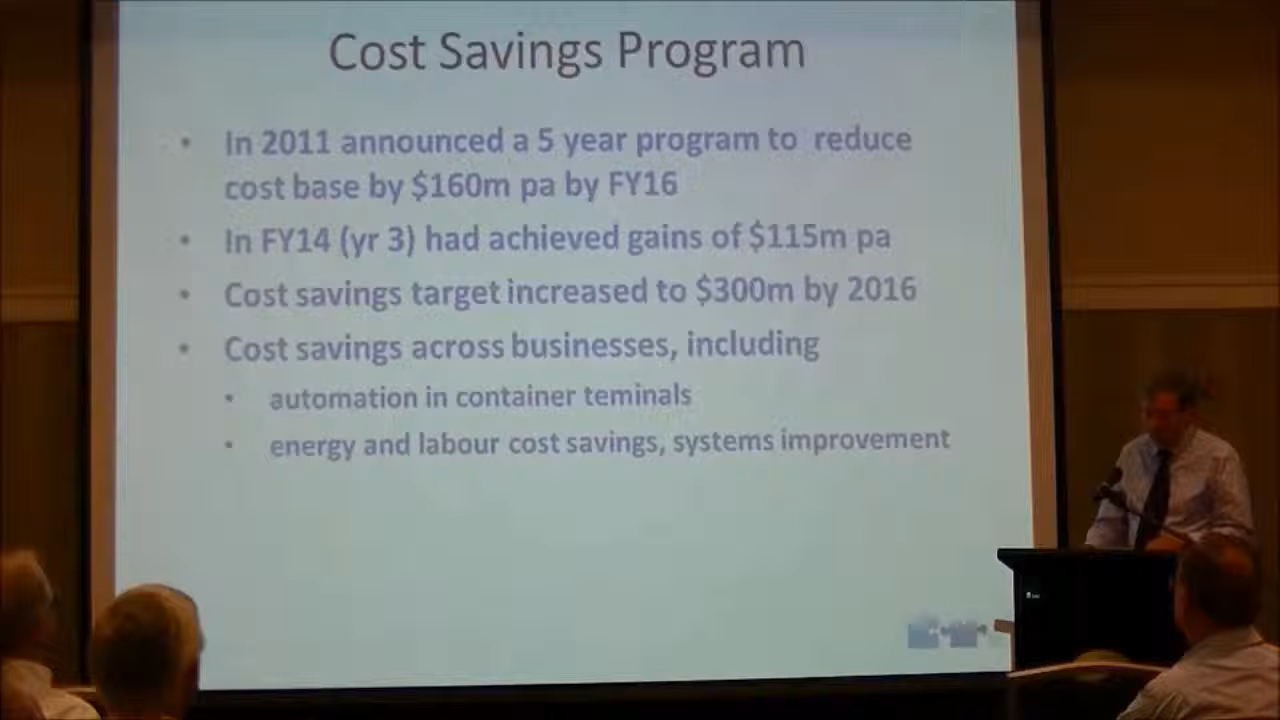 Cost Savings Program
• In 2011 announced a 5 year program to reduce
cost base by $160m pa by FY16
• In FY14 (yr 3) had achieved gains of $115m pa
• Cost savings target increased to $300m by 2016
• Cost savings across businesses, including
• automation in container teminals
• energy and labour cost savings, systems improvement